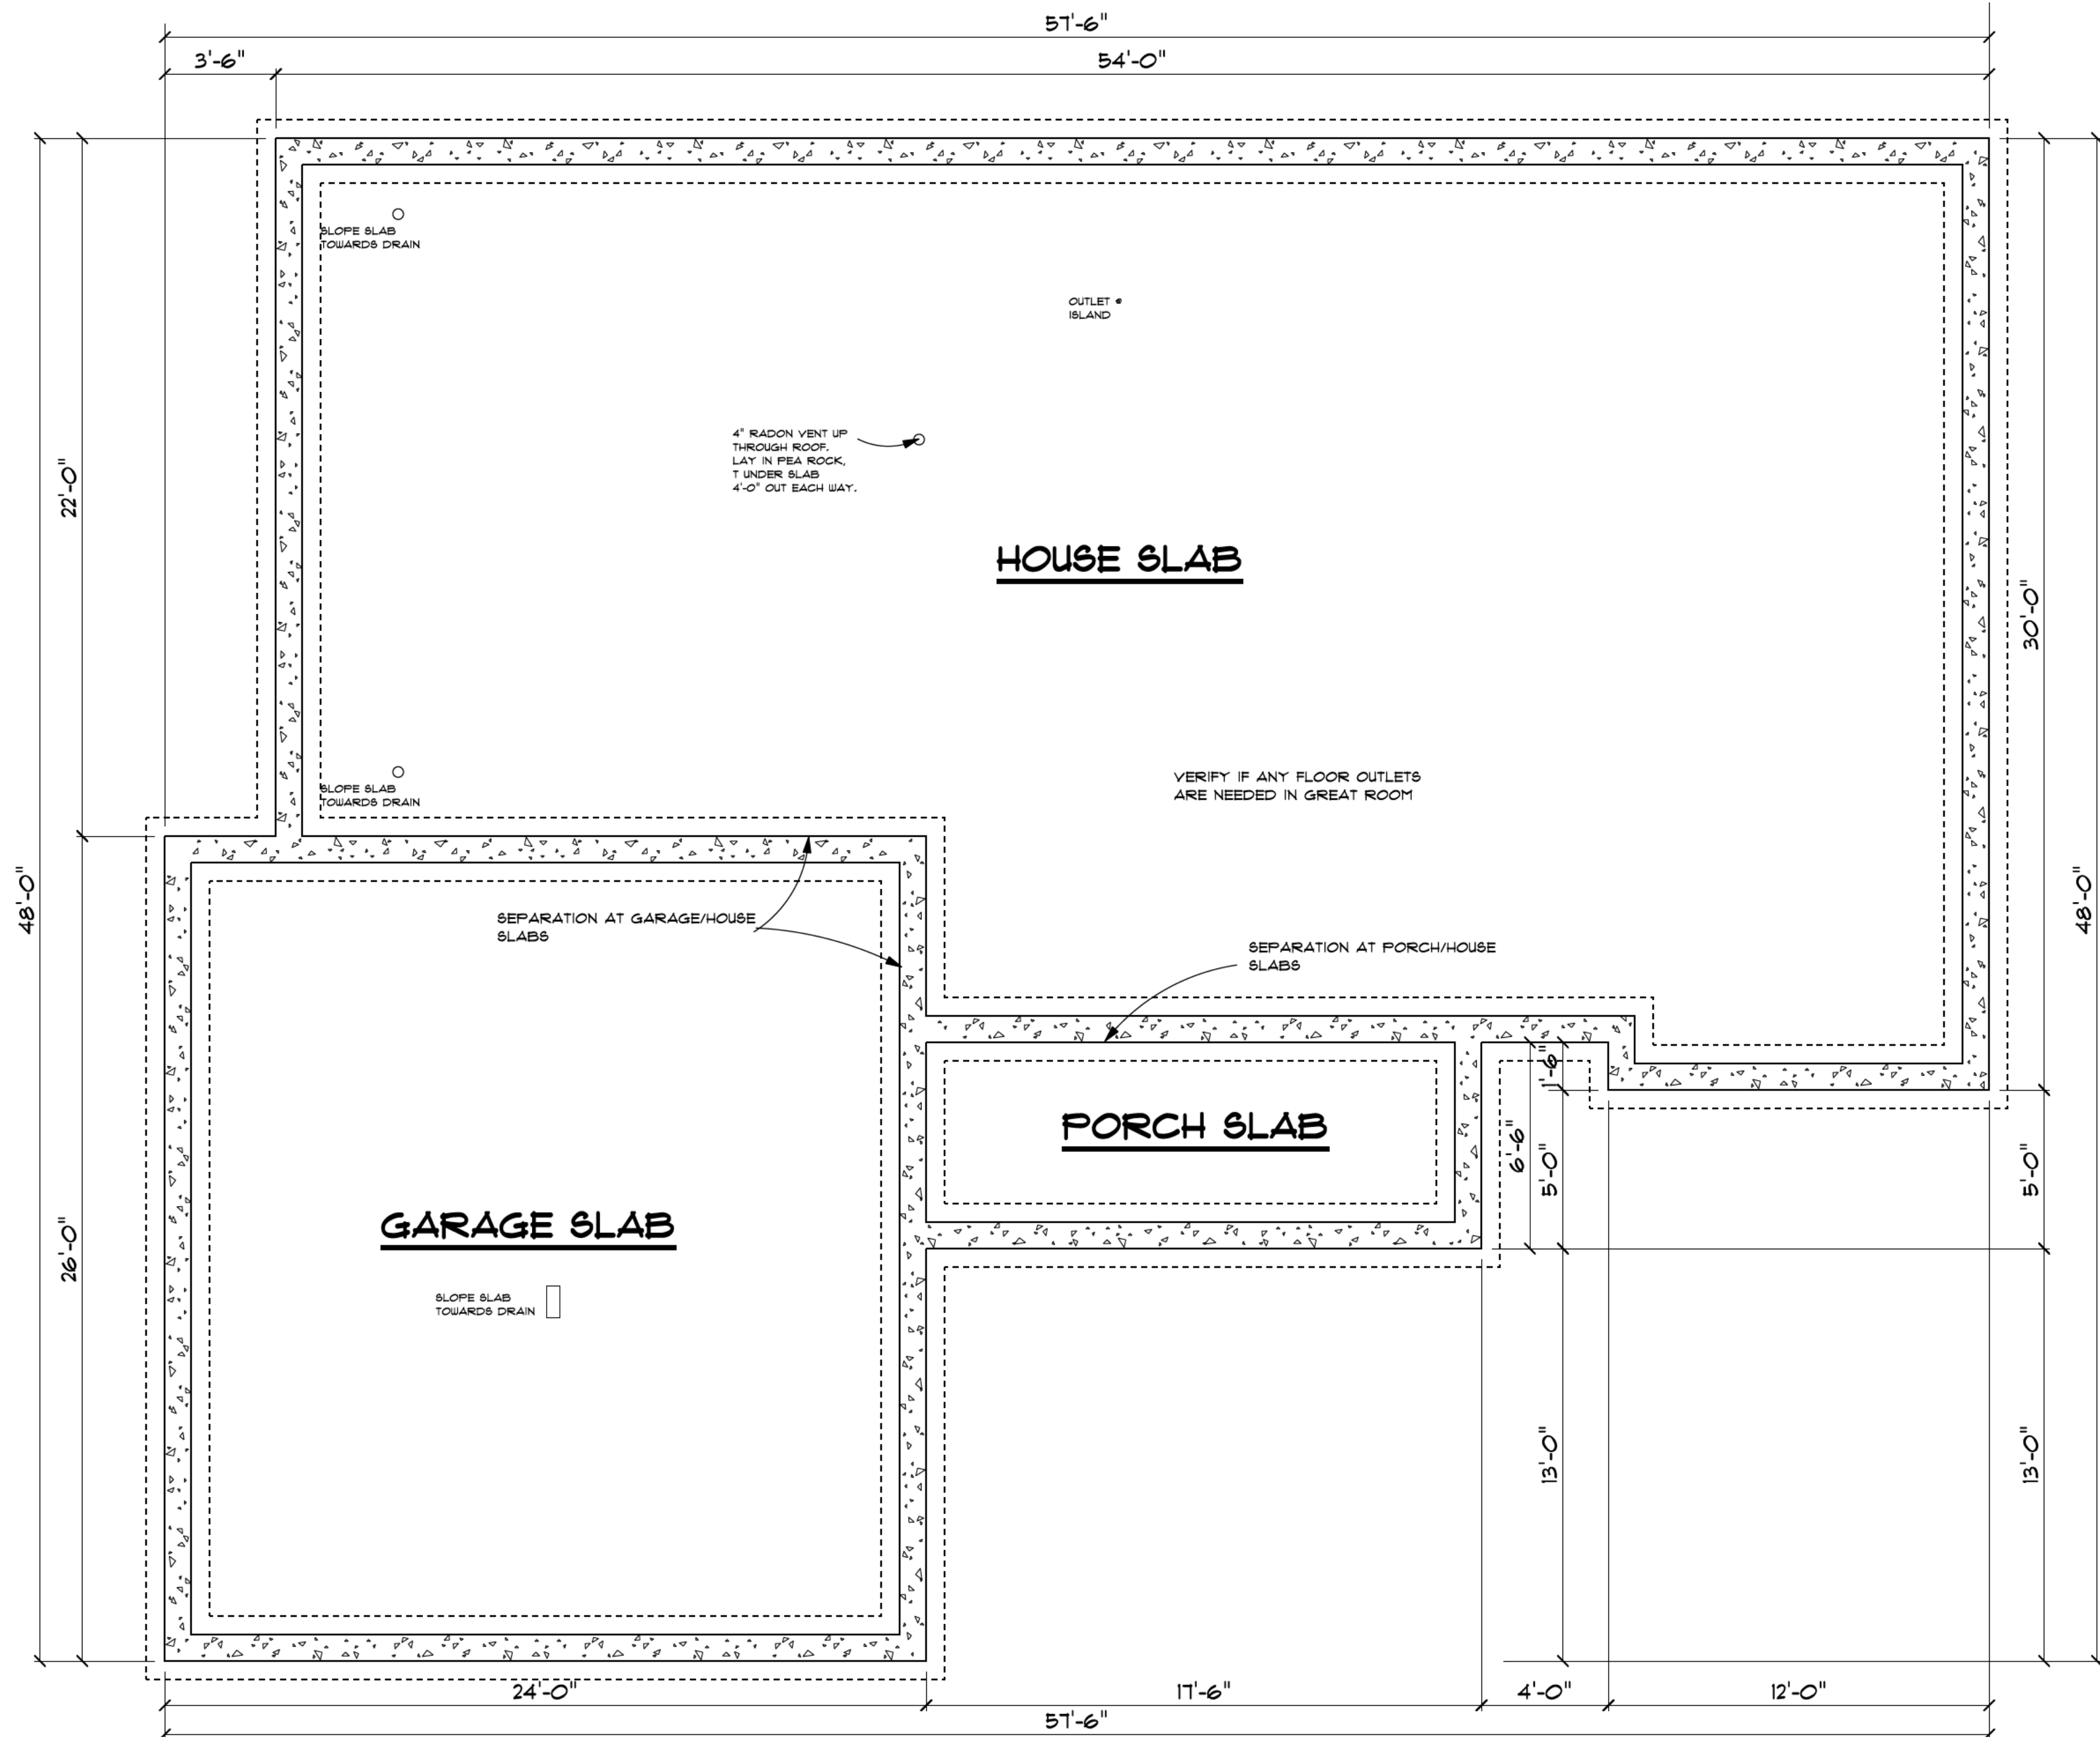 57'-6"
3'-6"
54'-0"
SLOPE SLAB
TOWARDS DRAIN
OUTLET
ISLAND
4" RADON VENT UP
THROUGH ROOF.
LAY IN PEA ROCK,
T UNDER SLAB
4'-0" OUT EACH WAY.
22'-0"
HOUSE SLAB
30'-0"
VERIFY IF ANY FLOOR OUTLETS
ARE NEEDED IN GREAT ROOM
SLOPE SLAB
TOWARDS DRAIN
48'-0"
48'-0"
SEPARATION AT GARAGE/HOUSE
SLABS
SEPARATION AT PORCH/HOUSE
SLABS
1'-6"
PORCH SLAB
6'-6"
5'-0"
5'-0"
26'-0"
GARAGE SLAB
SLOPE SLAB
TOWARDS DRAIN
13'-0"
13'-0"
24'-0"
17'-6"
4'-0"
12'-0"
57'-6"